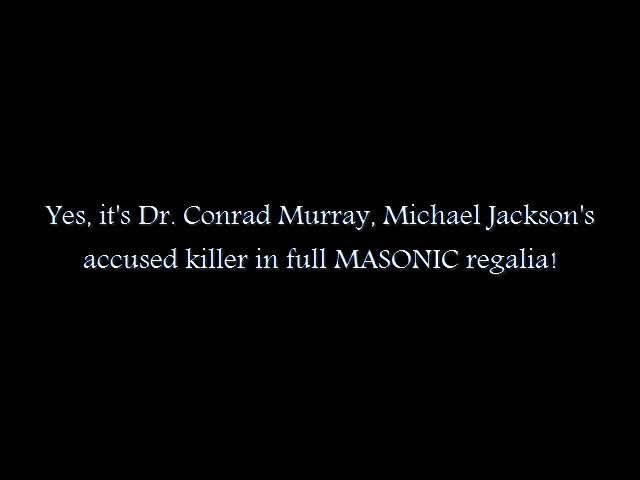 Yes, it's Dr. Conrad Murray, Michael Jackson's
accused killer in full MASONIC regalia!